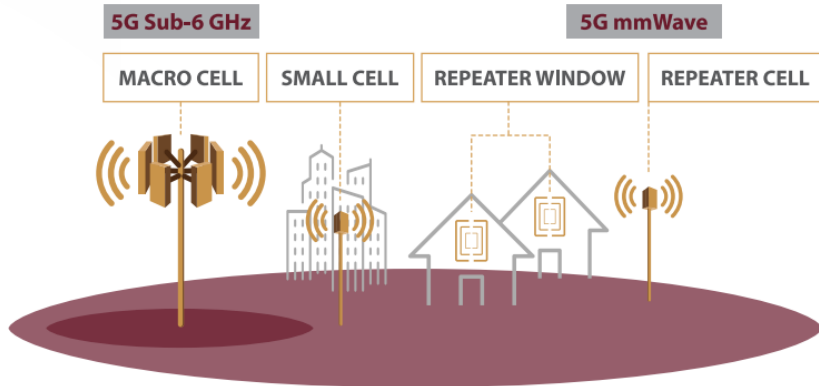 5G Sub-6 GHz
5G mmWave
MACRO CELL
SMALL CELL
REPEATER WINDOW
REPEATER CELL